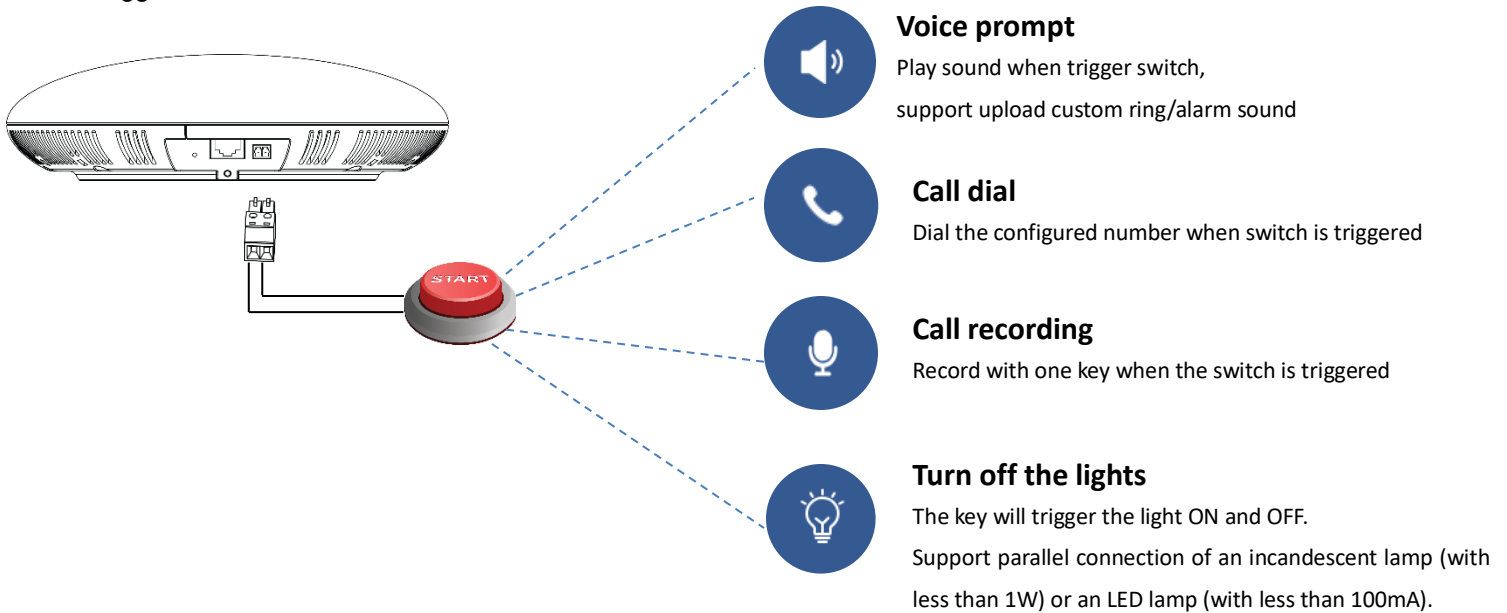 Voice prompt
Play sound when trigger switch,
support upload custom ring/alarm sound
Call dial
Dial the configured number when switch is triggered
START
Call recording
Record with one key when the switch is triggered
Turn off the lights
The key will trigger the light ON and OFF.
Support parallel connection of an incandescent lamp (with
less than 1W) or an LED lamp (with less than 100mA).